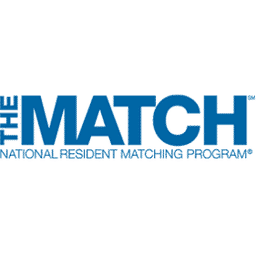 THE MATCH℠
NATIONAL RESIDENT MATCHING PROGRAM®